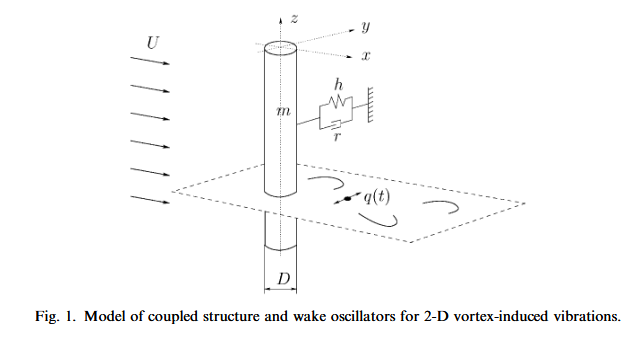 z
y
U
x
h
m
r
q(t)
D
Fig. 1. Model of coupled structure and wake oscillators for 2-D vortex-induced vibrations.